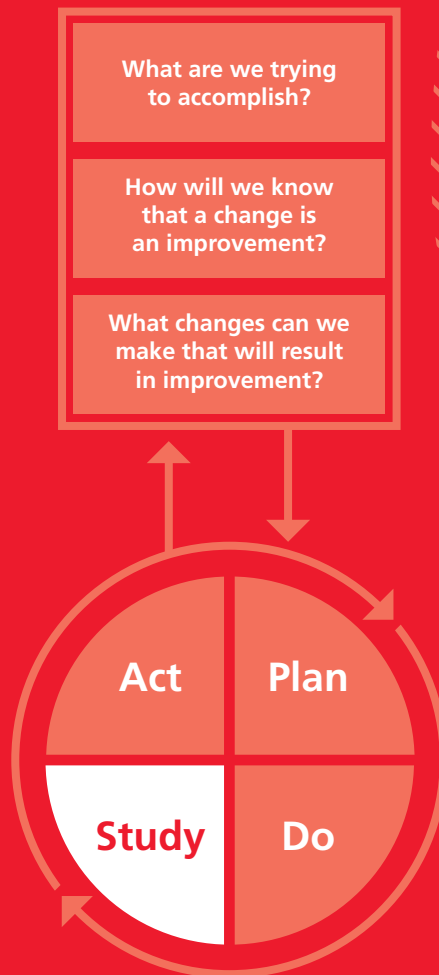 What are we trying
to accomplish?
How will we know
that a change is
an improvement?
What changes can we
make that will result
in improvement?
Act
Plan
Study
Do